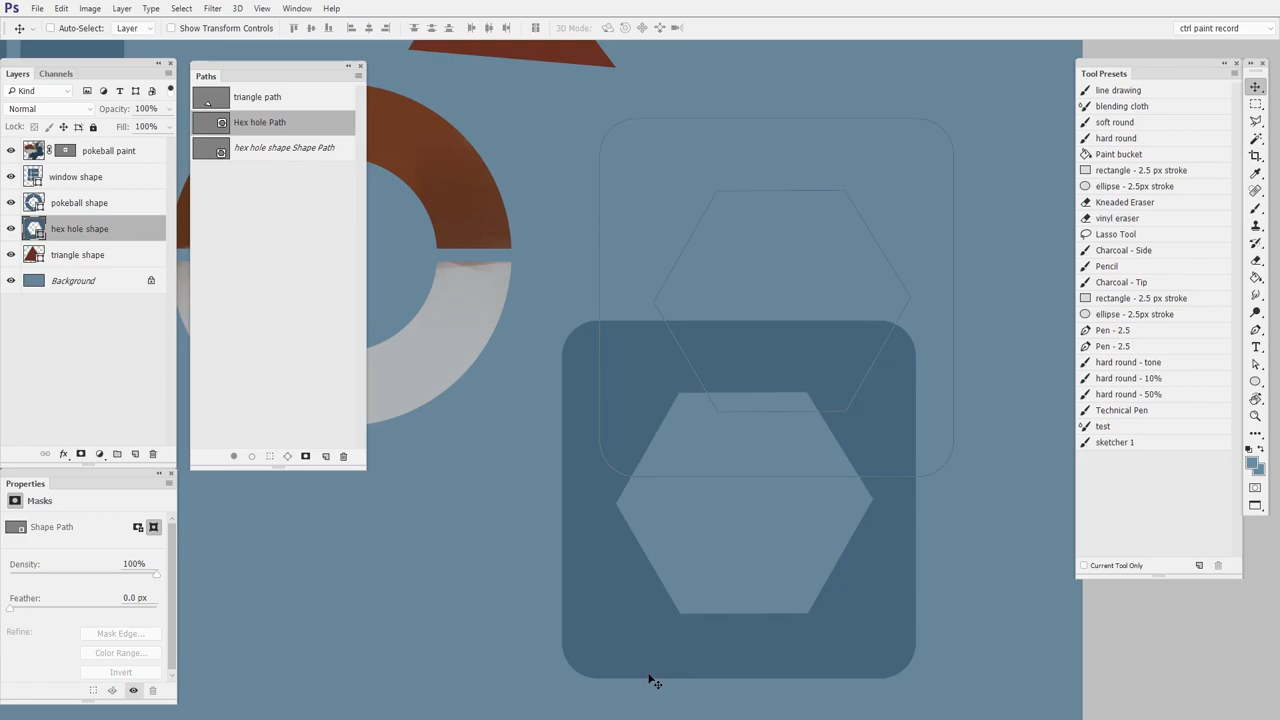 Ps File Edit Image Layer Type Select Filter 3D View Window Help
Auto-Select: Layer Show Transform Controls 3D Mode: ctrl paint record
Layers Channels
Kind
Normal Opacity: 100%
Lock: Fill: 100%
pokeball paint
window shape
pokeball shape
hex hole shape
triangle shape
Background
fx
Properties
Masks
Shape Path
Density: 100%
Feather: 0.0 px
Refine: Mask Edge...
Color Range...
Invert
Paths
triangle path
Hex hole Path
hex hole shape Shape Path
Tool Presets
line drawing
blending cloth
soft round
hard round
Paint bucket
rectangle - 2.5 px stroke
ellipse - 2.5px stroke
Kneaded Eraser
vinyl eraser
Lasso Tool
Charcoal - Side
Pencil
Charcoal - Tip
rectangle - 2.5 px stroke
ellipse - 2.5px stroke
Pen - 2.5
Pen - 2.5
hard round - tone
hard round - 10%
hard round - 50%
Technical Pen
test
sketcher 1
Current Tool Only